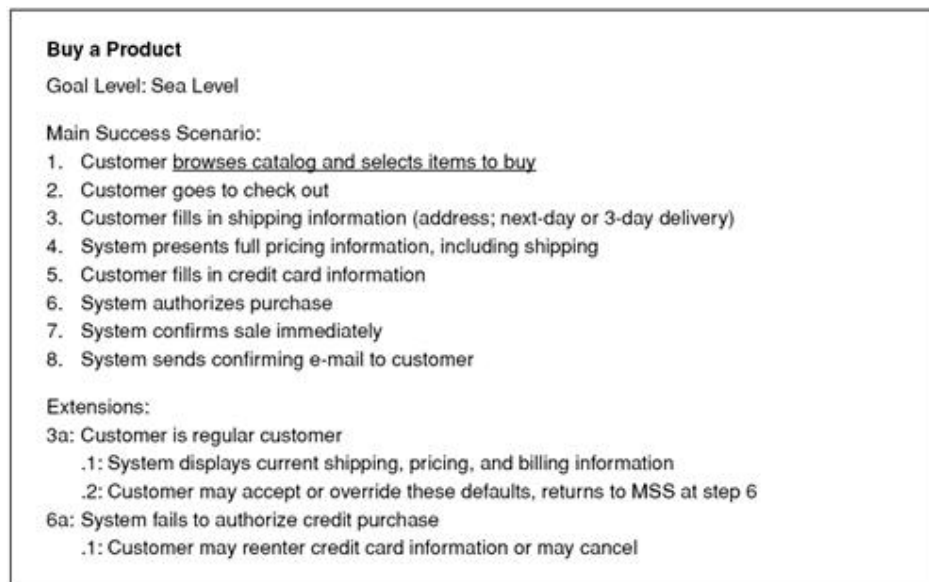 Buy a Product
Goal Level: Sea Level
Main Success Scenario:
1. Customer browses catalog and selects items to buy
2. Customer goes to check out
3. Customer fills in shipping information (address; next-day or 3-day delivery)
4. System presents full pricing information, including shipping
5. Customer fills in credit card information
6. System authorizes purchase
7. System confirms sale immediately
8. System sends confirming e-mail to customer
Extensions:
3a: Customer is regular customer
.1: System displays current shipping, pricing, and billing information
.2: Customer may accept or override these defaults, returns to MSS at step 6
6a: System fails to authorize credit purchase
.1: Customer may reenter credit card information or may cancel